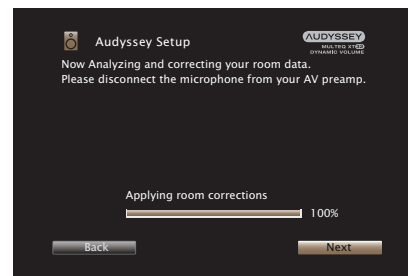 Audyssey Setup
AUDYSSEY
MULTEQ XT32
DYNAMIC VOLUME
Now Analyzing and correcting your room data.
Please disconnect the microphone from your AV preamp.
Applying room corrections
100%
Back
Next